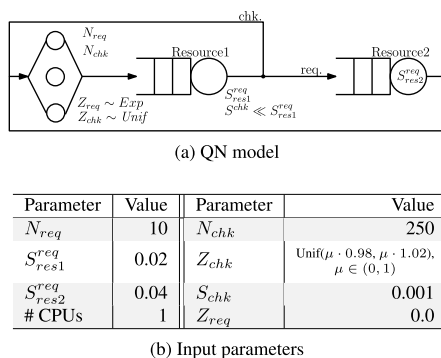 chk.
N_req
N_chk
Resource1
Resource2
req.
S^req_res2
S^req_res1
Z_req ∼ Exp
S^chk ≪ S^req_res1
Z_chk ∼ Unif
(a) QN model
Parameter Value Parameter Value
N_req 10 N_chk 250
S^req_res1 0.02 Z_chk Unif(μ · 0.98, μ · 1.02), μ ∈ (0, 1)
S^req_res2 0.04 S_chk 0.001
# CPUs 1 Z_req 0.0
(b) Input parameters